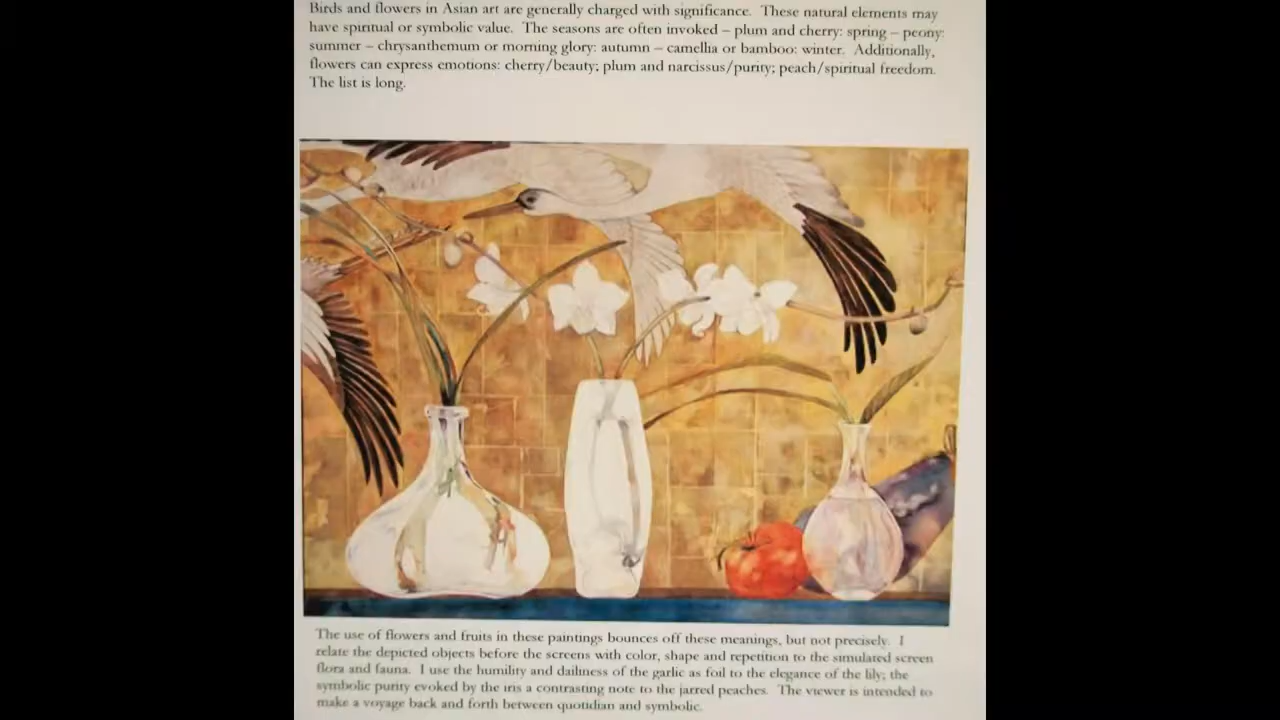 Birds and flowers in Asian art are generally charged with significance. These natural elements may
have spiritual or symbolic value. The seasons are often invoked – plum and cherry: spring – peony:
summer – chrysanthemum or morning glory: autumn – camellia or bamboo: winter. Additionally,
flowers can express emotions: cherry/beauty; plum and narcissus/purity; peach/spiritual freedom.
The list is long.
The use of flowers and fruits in these paintings bounces off these meanings, but not precisely. I
relate the depicted objects before the screens with color, shape and repetition to the simulated screen
flora and fauna. I use the humility and dailiness of the garlic as foil to the elegance of the lily; the
symbolic purity evoked by the iris a contrasting note to the jarred peaches. The viewer is intended to
make a voyage back and forth between quotidian and symbolic.